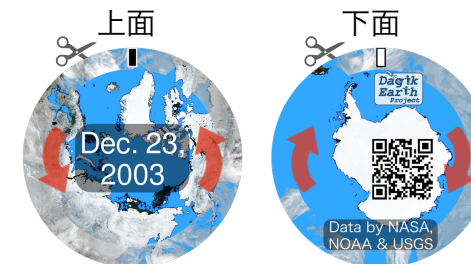 上面
下面
Dagik
Earth
Project
Dec. 23,
2003
Data by NASA,
NOAA & USGS